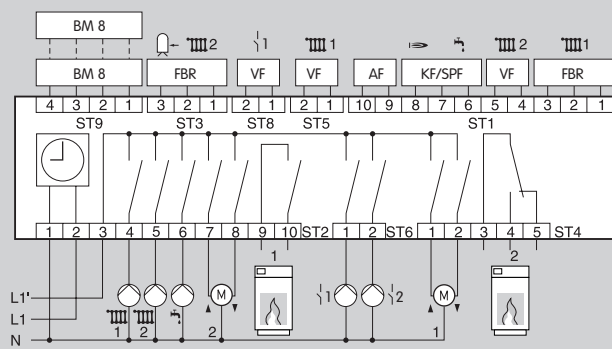 BM 8
2
1
1
2
1
BM 8 FBR VF VF AF KF/SPF VF FBR
4 3 2 1 3 2 1 2 1 2 1 10 9 8 7 6 5 4 3 2 1
ST9 ST3 ST8 ST5 ST1
1 2 3 4 5 6 7 8 9 10 ST2 1 2 ST6 1 2 3 4 5 ST4
1 2
L1' M 1 2 M
L1 1 2 2 1
N